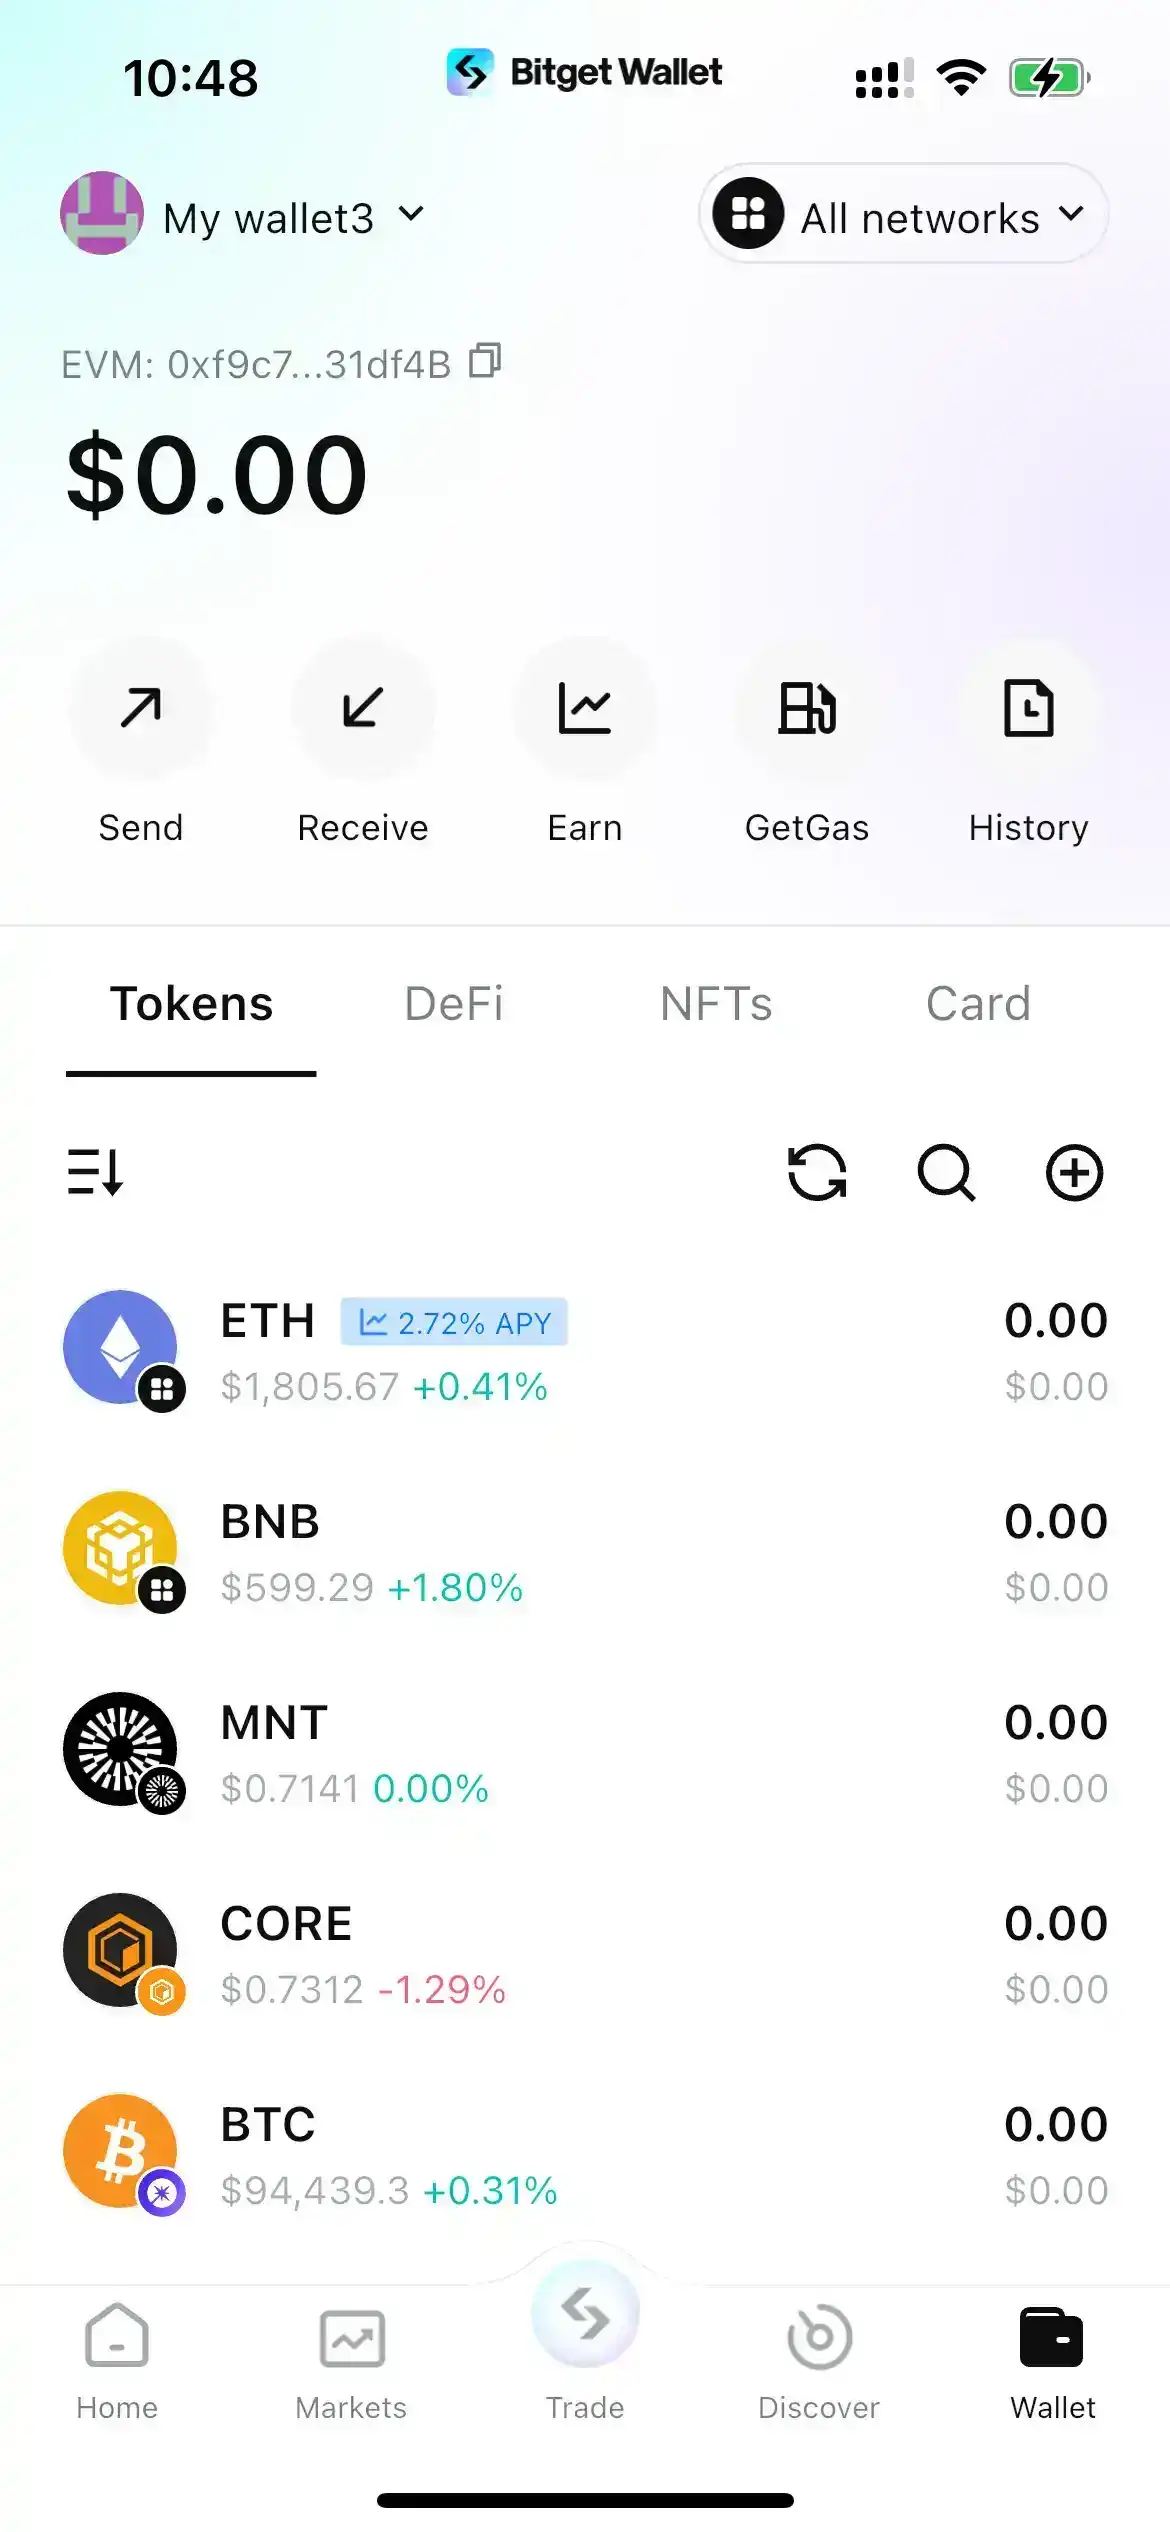 10:48
Bitget Wallet
My wallet3
All networks
EVM: 0xf9c7...31df4B
$0.00
Send Receive Earn GetGas History
Tokens DeFi NFTs Card
ETH 2.72% APY 0.00
$1,805.67 +0.41% $0.00
BNB 0.00
$599.29 +1.80% $0.00
MNT 0.00
$0.7141 0.00% $0.00
CORE 0.00
$0.7312 -1.29% $0.00
BTC 0.00
$94,439.3 +0.31% $0.00
Home Markets Trade Discover Wallet